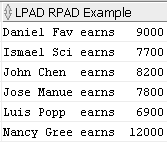 LPAD RPAD Example
Daniel Fav earns 9000
Ismael Sci earns 7700
John Chen earns 8200
Jose Manue earns 7800
Luis Popp earns 6900
Nancy Gree earns 12000